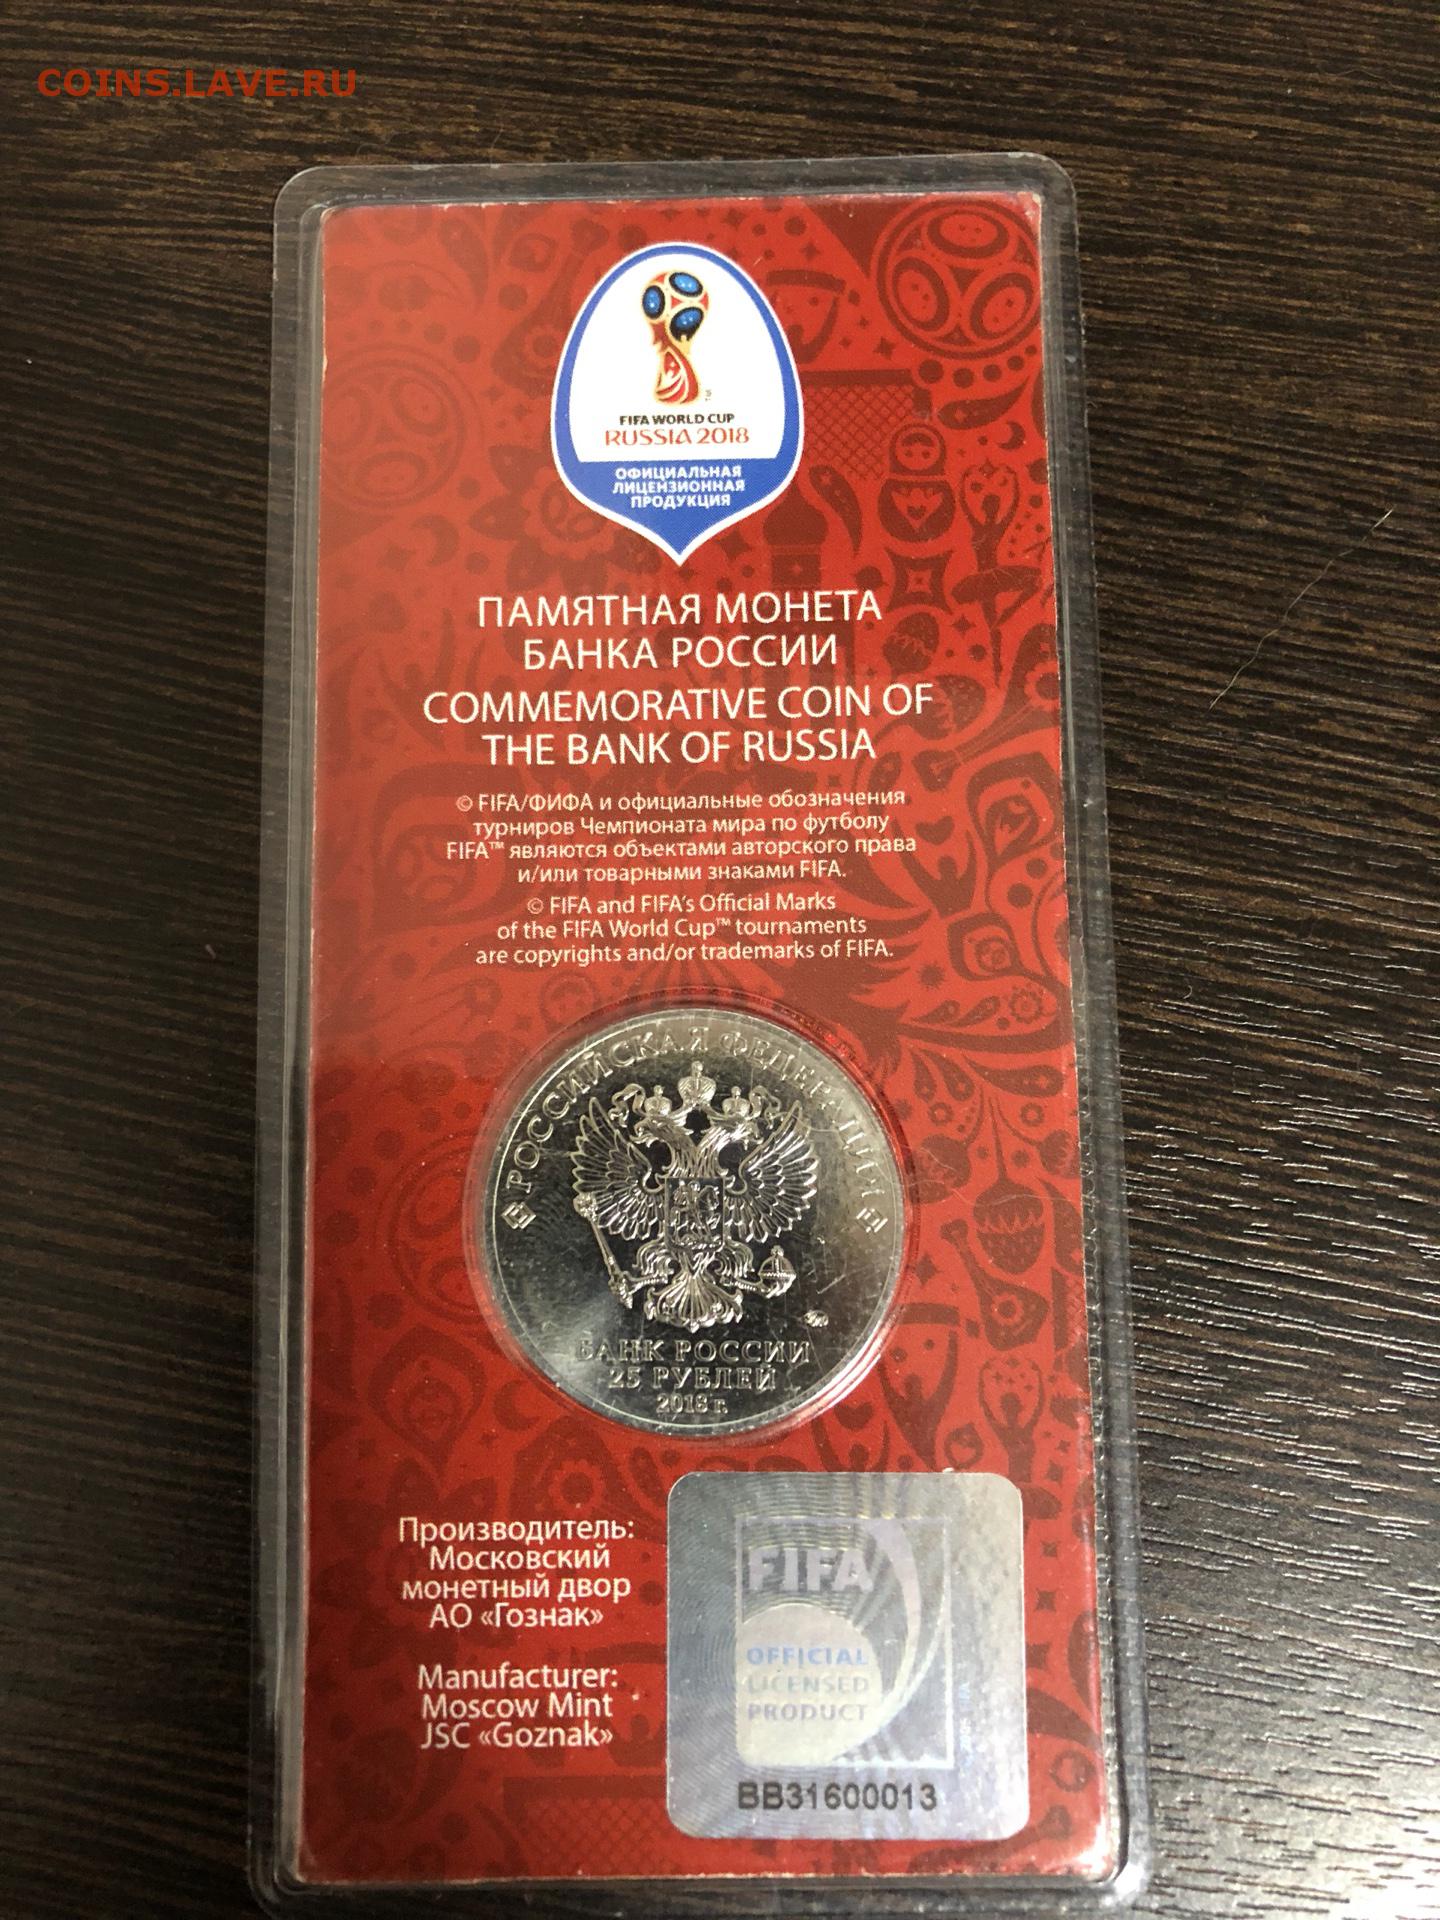 COINS.LAVE.RU
FIFA WORLD CUP
RUSSIA 2018
ОФИЦИАЛЬНАЯ
ЛИЦЕНЗИОННАЯ
ПРОДУКЦИЯ
ПАМЯТНАЯ МОНЕТА
БАНКА РОССИИ
COMMEMORATIVE COIN OF
THE BANK OF RUSSIA
© FIFA/ФИФА и официальные обозначения
турниров Чемпионата мира по футболу
FIFA™ являются объектами авторского права
и/или товарными знаками FIFA.
© FIFA and FIFA's Official Marks
of the FIFA World Cup™ tournaments
are copyrights and/or trademarks of FIFA.
РОССИЙСКАЯ ФЕДЕРАЦИЯ
БАНК РОССИИ
25 РУБЛЕЙ
2018 г.
Производитель:
Московский
монетный двор
АО «Гознак»
Manufacturer:
Moscow Mint
JSC «Goznak»
FIFA
OFFICIAL
LICENSED
PRODUCT
BB31600013